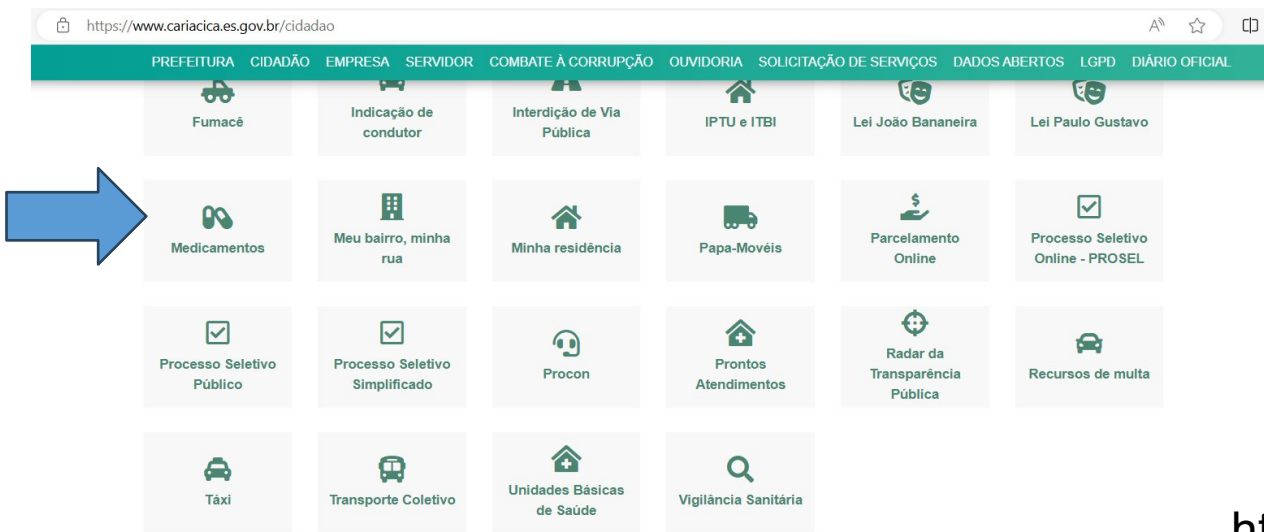 https://www.cariacica.es.gov.br/cidadao
PREFEITURA CIDADÃO EMPRESA SERVIDOR COMBATE À CORRUPÇÃO OUVIDORIA SOLICITAÇÃO DE SERVIÇOS DADOS ABERTOS LGPD DIÁRIO OFICIAL
Fumacê
Indicação de
condutor
Interdição de Via
Pública
IPTU e ITBI
Lei João Bananeira
Lei Paulo Gustavo
Medicamentos
Meu bairro, minha
rua
Minha residência
Papa-Movéis
Parcelamento
Online
Processo Seletivo
Online - PROSEL
Processo Seletivo
Público
Processo Seletivo
Simplificado
Procon
Prontos
Atendimentos
Radar da
Transparência
Pública
Recursos de multa
Táxi
Transporte Coletivo
Unidades Básicas
de Saúde
Vigilância Sanitária